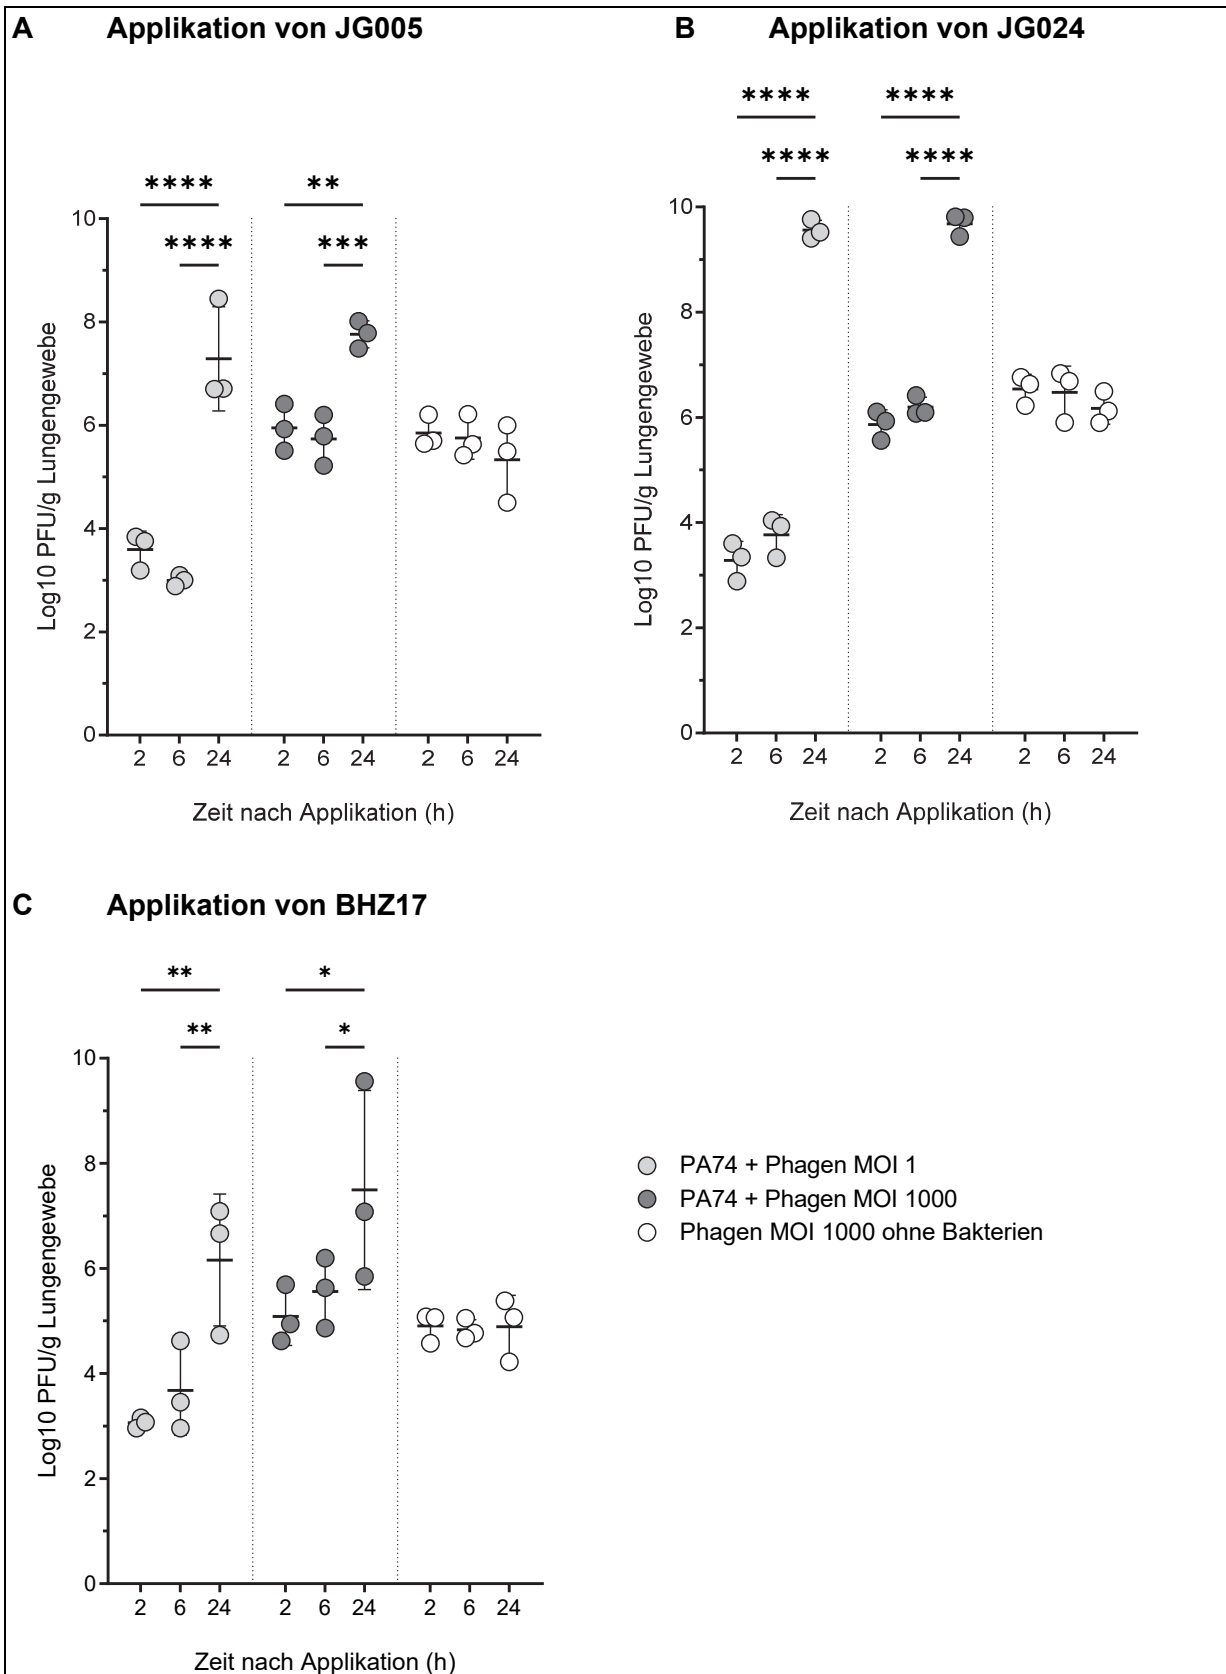 A Applikation von JG005
**** **
**** ***
10
8
6
4
2
0
Log10 PFU/g Lungengewebe
2 6 24 2 6 24 2 6 24
Zeit nach Applikation (h)
B Applikation von JG024
**** ****
**** ****
10
8
6
4
2
0
Log10 PFU/g Lungengewebe
2 6 24 2 6 24 2 6 24
Zeit nach Applikation (h)
C Applikation von BHZ17
** *
** *
10
8
6
4
2
0
Log10 PFU/g Lungengewebe
2 6 24 2 6 24 2 6 24
Zeit nach Applikation (h)
PA74 + Phagen MOI 1
PA74 + Phagen MOI 1000
Phagen MOI 1000 ohne Bakterien